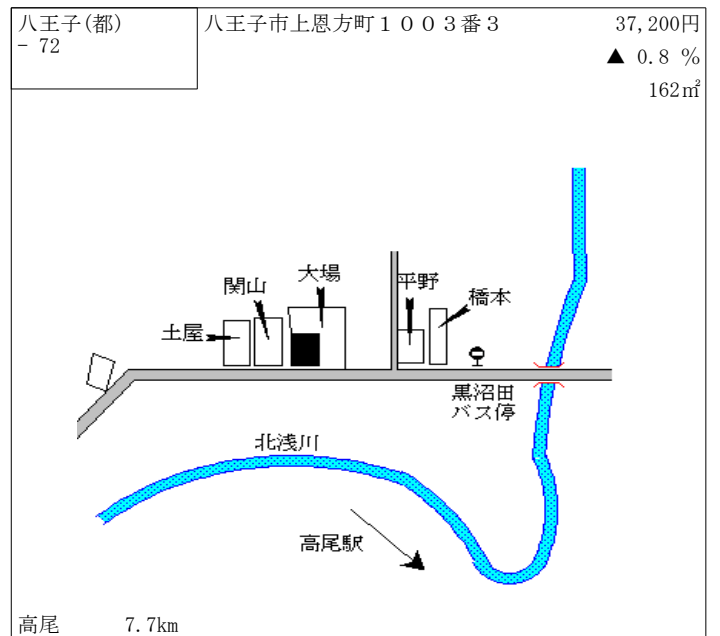 八王子(都)
- 72
八王子市上恩方町１００３番３
37,200円
▲ 0.8 %
162㎡
大場
関山
土屋
平野
橋本
黒沼田
バス停
北浅川
高尾駅
高尾 7.7km